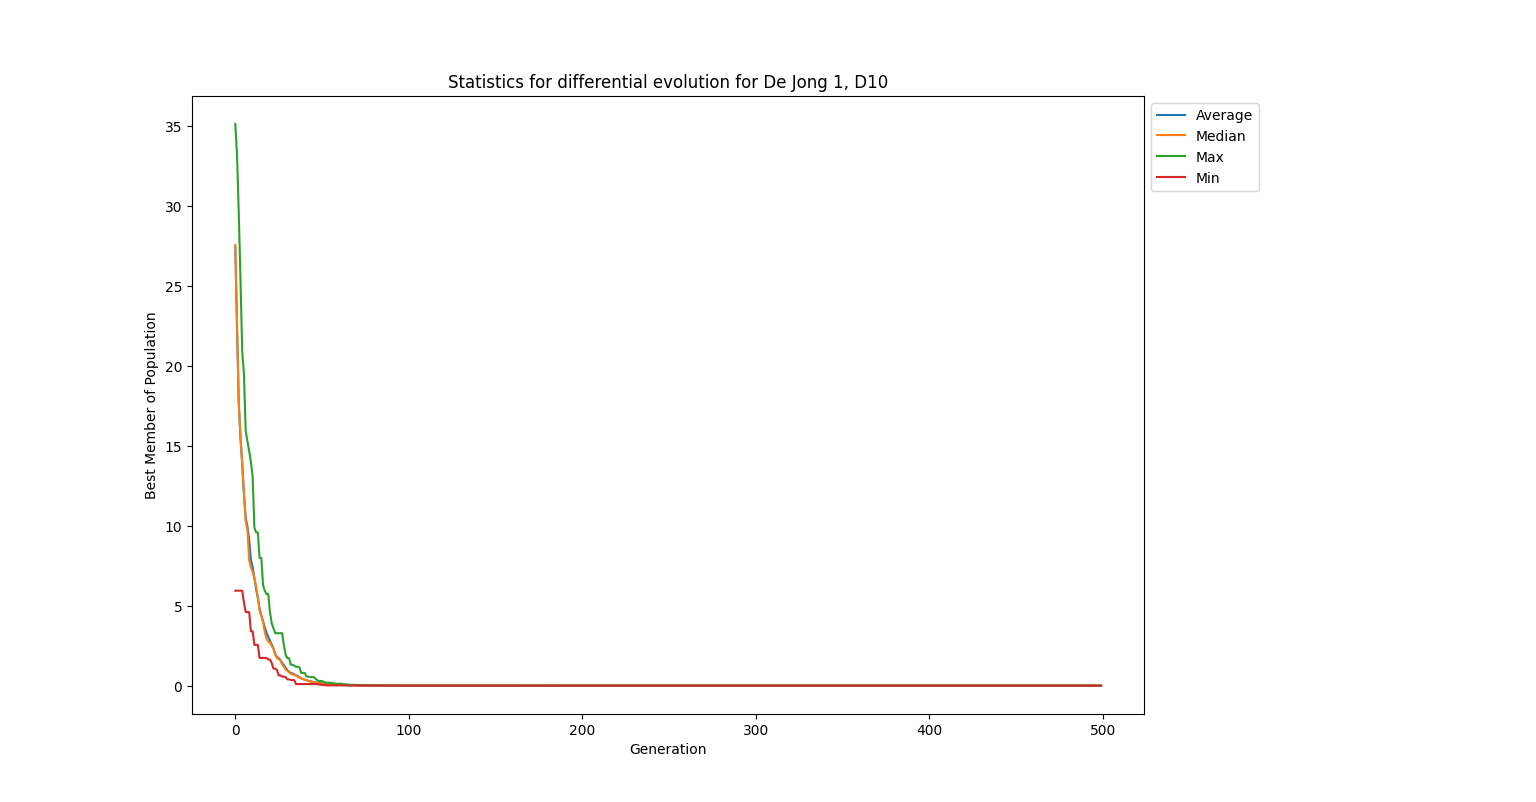 Statistics for differential evolution for De Jong 1, D10
Average
Median
Max
Min
35
30
25
20
15
10
5
0
Best Member of Population
0 100 200 300 400 500
Generation